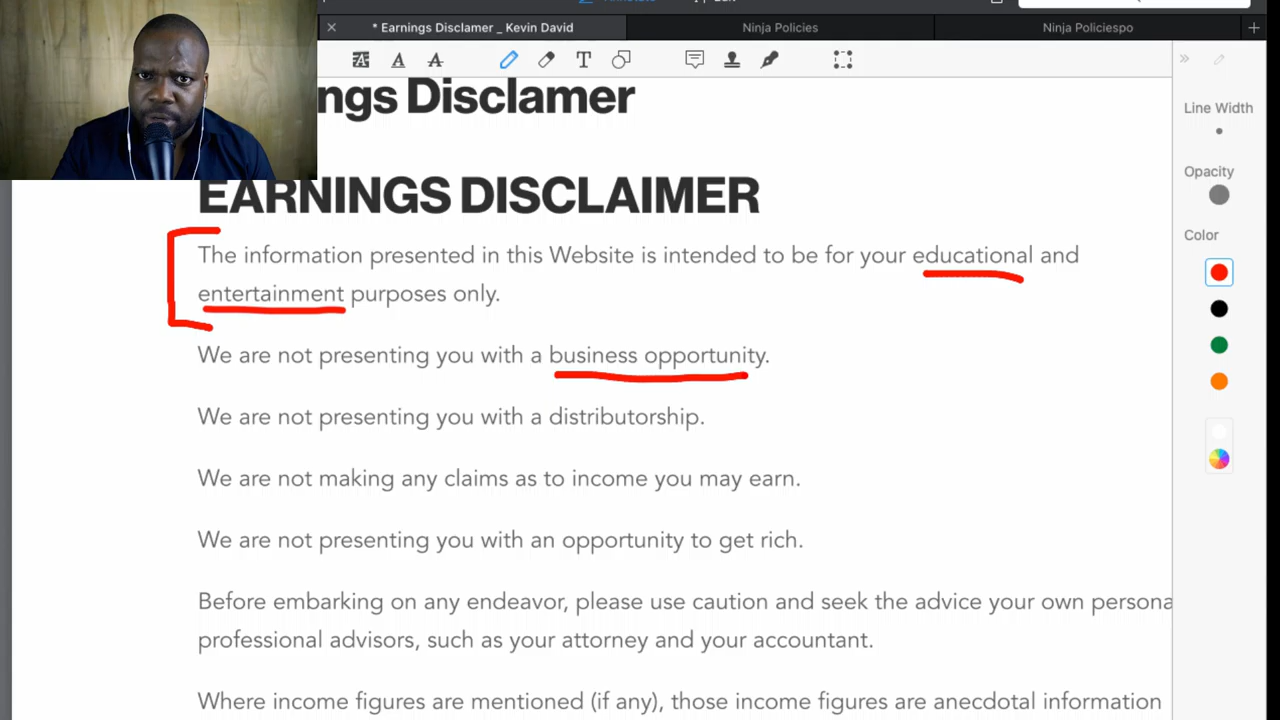 * Earnings Disclamer _ Kevin David
Ninja Policies
Ninja Policiespo
ngs Disclamer
Line Width
Opacity
Color
EARNINGS DISCLAIMER
The information presented in this Website is intended to be for your educational and
entertainment purposes only.
We are not presenting you with a business opportunity.
We are not presenting you with a distributorship.
We are not making any claims as to income you may earn.
We are not presenting you with an opportunity to get rich.
Before embarking on any endeavor, please use caution and seek the advice your own persona
professional advisors, such as your attorney and your accountant.
Where income figures are mentioned (if any), those income figures are anecdotal information